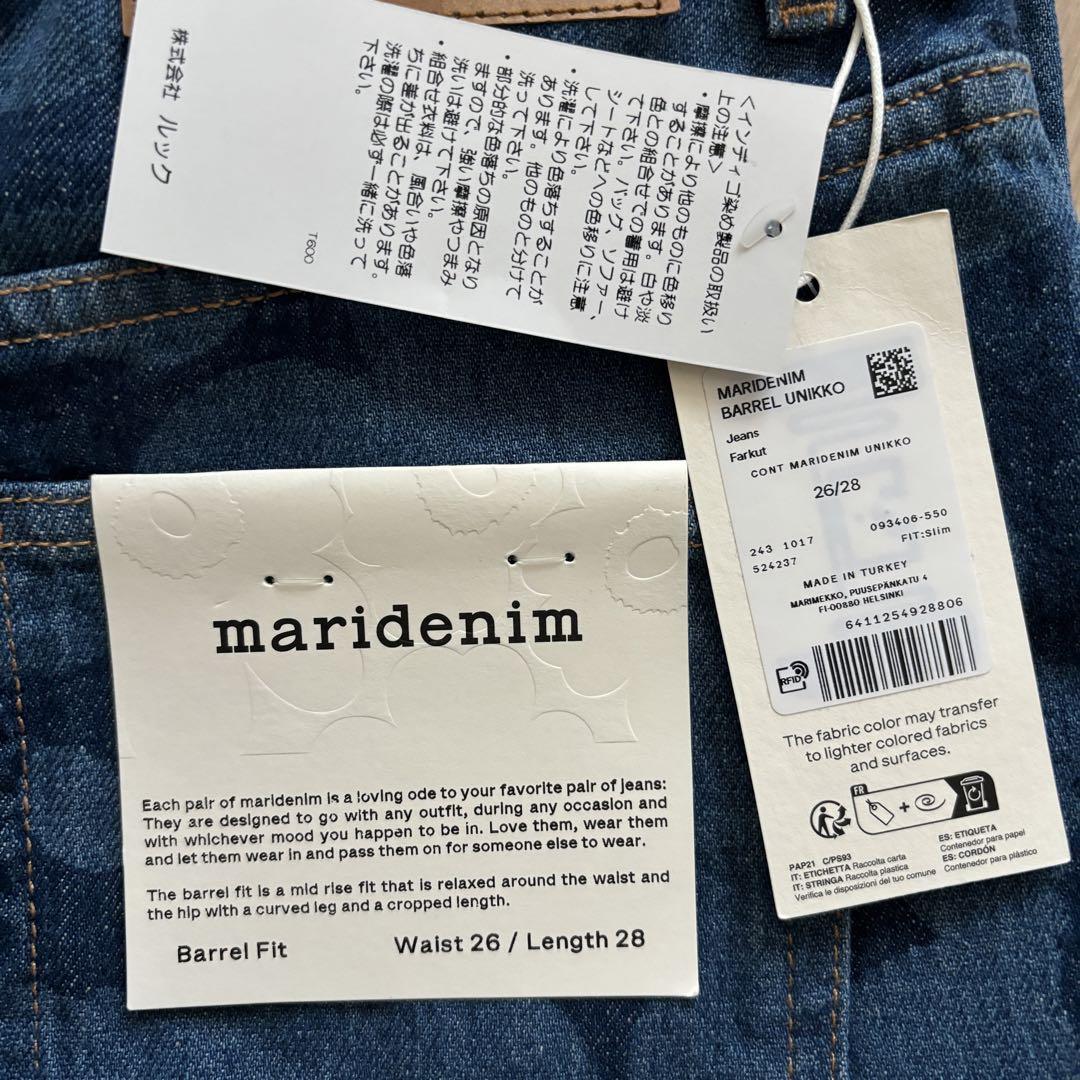 ＜インディゴ染め製品の取扱い
上の注意＞
・摩擦により他のものに色移り
することがあります。白や淡
色との組合せでの着用は避け
て下さい。バッグ、ソファー、
シートなどへの色移りに注意
して下さい。
・洗濯により色落ちすることが
あります。他のものと分けて
洗って下さい。
・部分的な色落ちの原因となり
ますので、強い摩擦やつまみ
洗いは避けて下さい。
・組合せ衣料は、風合いや色落
ちに差が出ることがあります。
洗濯の際は必ず一緒に洗って
下さい。
T600
株式会社 ルック
MARIDENIM
BARREL UNIKKO
Jeans
Farkut
CONT MARIDENIM UNIKKO
26/28
093406-550
243 1017
FIT:Slim
524237
MADE IN TURKEY
MARIMEKKO, PUUSEPÄNKATU 4
FI-00880 HELSINKI
6411254928806
RFID
The fabric color may transfer
to lighter colored fabrics
and surfaces.
FR
PAP21 C/PS93
IT: ETICHETTA Raccolta carta
IT: STRINGA Raccolta plastica
Verifica le disposizioni del tuo comune
ES: ETIQUETA
Contenedor para papel
ES: CORDÓN
Contenedor para plástico
maridenim
Each pair of maridenim is a loving ode to your favorite pair of jeans:
They are designed to go with any outfit, during any occasion and
with whichever mood you happen to be in. Love them, wear them
and let them wear in and pass them on for someone else to wear.
The barrel fit is a mid rise fit that is relaxed around the waist and
the hip with a curved leg and a cropped length.
Barrel Fit
Waist 26 / Length 28